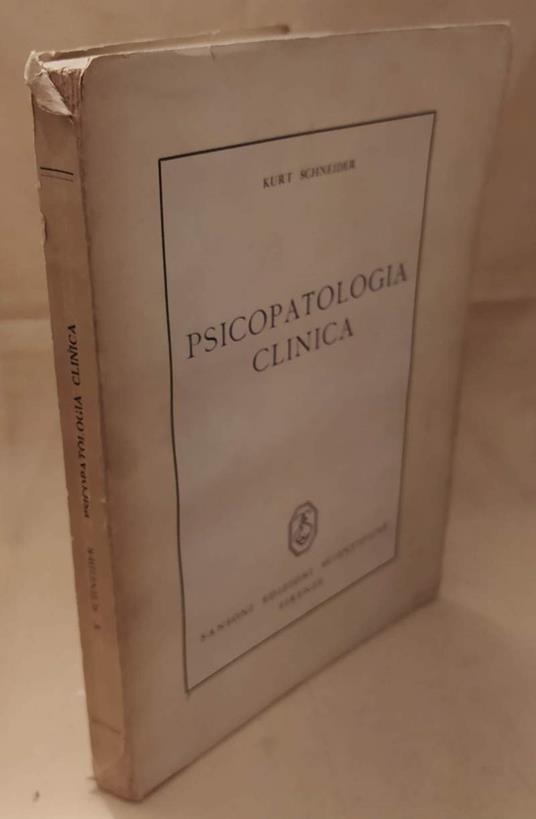 KURT SCHNEIDER
PSICOPATOLOGIA
CLINICA
SANSONI EDIZIONI SCIENTIFICHE
FIRENZE
K. SCHNEIDER PSICOPATOLOGIA CLINICA